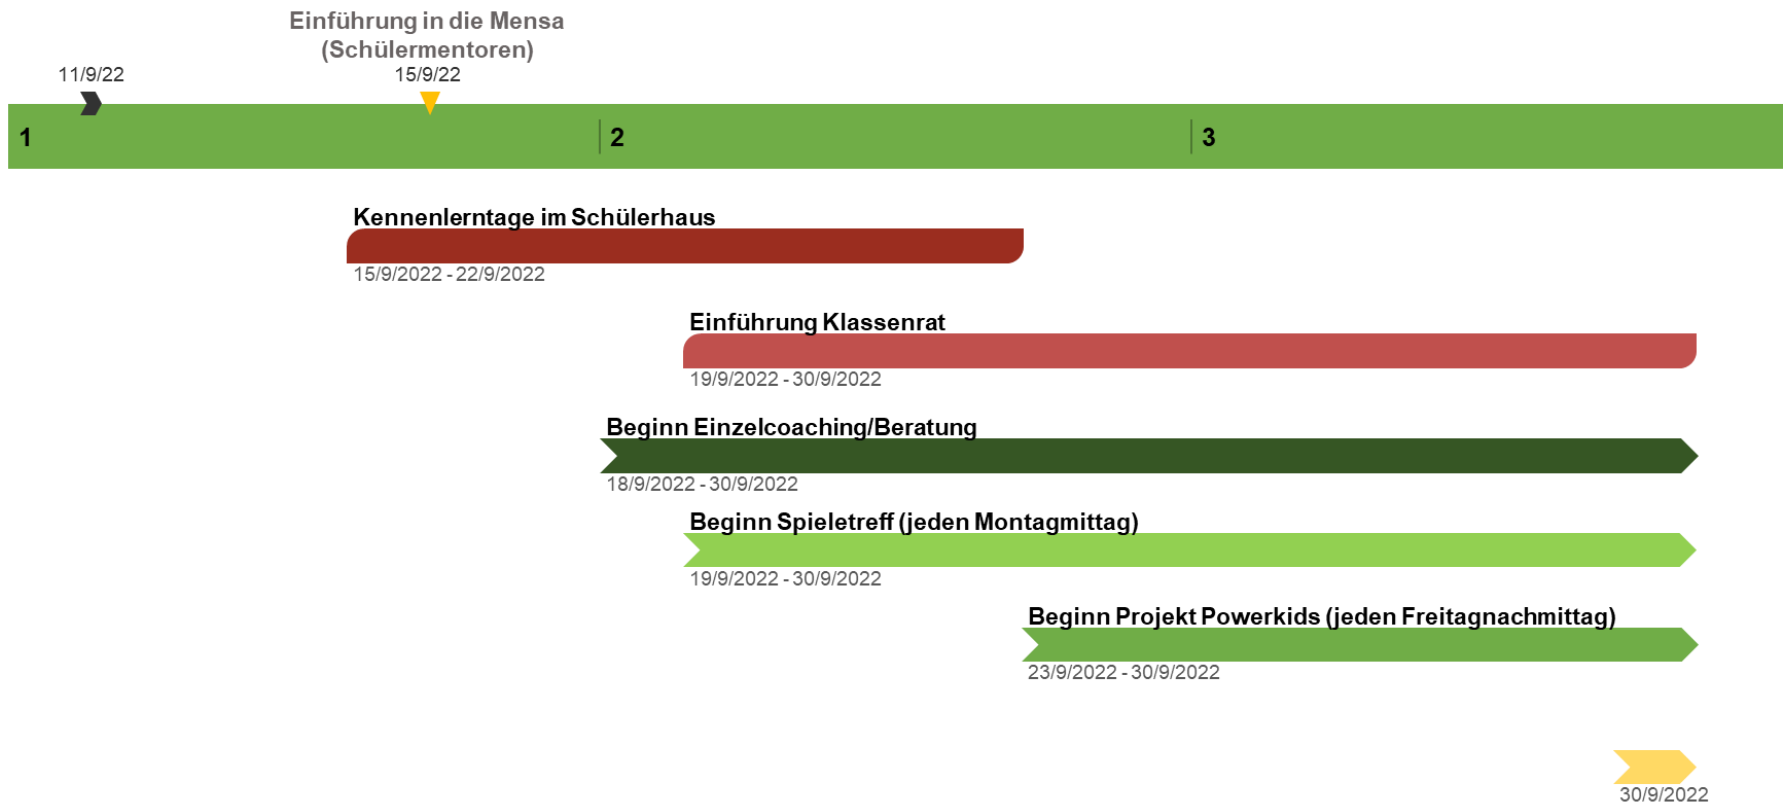 Einführung in die Mensa
(Schülermentoren)
11/9/22
15/9/22
1
2
3
Kennenlerntage im Schülerhaus
15/9/2022 - 22/9/2022
Einführung Klassenrat
19/9/2022 - 30/9/2022
Beginn Einzelcoaching/Beratung
18/9/2022 - 30/9/2022
Beginn Spieletreff (jeden Montagmittag)
19/9/2022 - 30/9/2022
Beginn Projekt Powerkids (jeden Freitagnachmittag)
23/9/2022 - 30/9/2022
30/9/2022